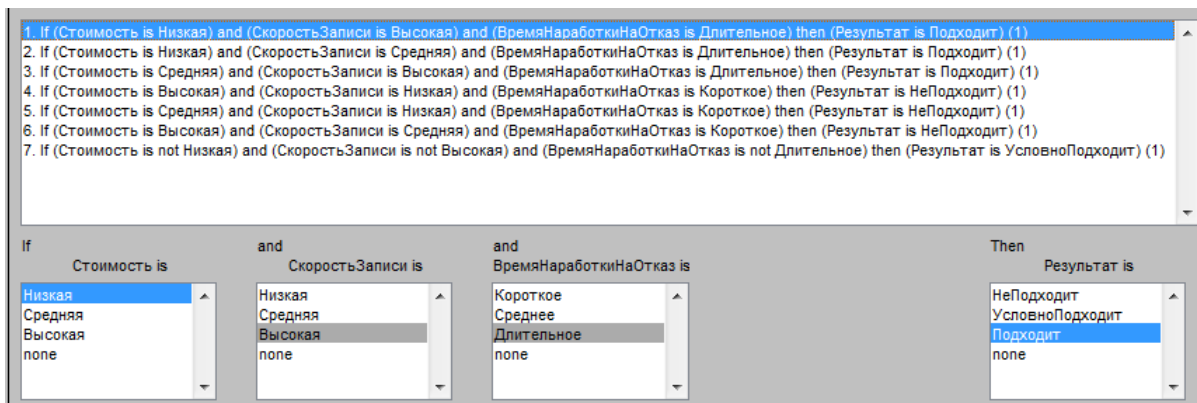 1. If (Стоимость is Низкая) and (СкоростьЗаписи is Высокая) and (ВремяНаработкиНаОтказ is Длительное) then (Результат is Подходит) (1)
2. If (Стоимость is Низкая) and (СкоростьЗаписи is Средняя) and (ВремяНаработкиНаОтказ is Длительное) then (Результат is Подходит) (1)
3. If (Стоимость is Средняя) and (СкоростьЗаписи is Высокая) and (ВремяНаработкиНаОтказ is Длительное) then (Результат is Подходит) (1)
4. If (Стоимость is Высокая) and (СкоростьЗаписи is Низкая) and (ВремяНаработкиНаОтказ is Короткое) then (Результат is НеПодходит) (1)
5. If (Стоимость is Средняя) and (СкоростьЗаписи is Низкая) and (ВремяНаработкиНаОтказ is Короткое) then (Результат is НеПодходит) (1)
6. If (Стоимость is Высокая) and (СкоростьЗаписи is Средняя) and (ВремяНаработкиНаОтказ is Короткое) then (Результат is НеПодходит) (1)
7. If (Стоимость is not Низкая) and (СкоростьЗаписи is not Высокая) and (ВремяНаработкиНаОтказ is not Длительное) then (Результат is УсловноПодходит) (1)
If and and Then
Стоимость is СкоростьЗаписи is ВремяНаработкиНаОтказ is Результат is
Низкая Низкая Короткое НеПодходит
Средняя Средняя Среднее УсловноПодходит
Высокая Высокая Длительное Подходит
none none none none